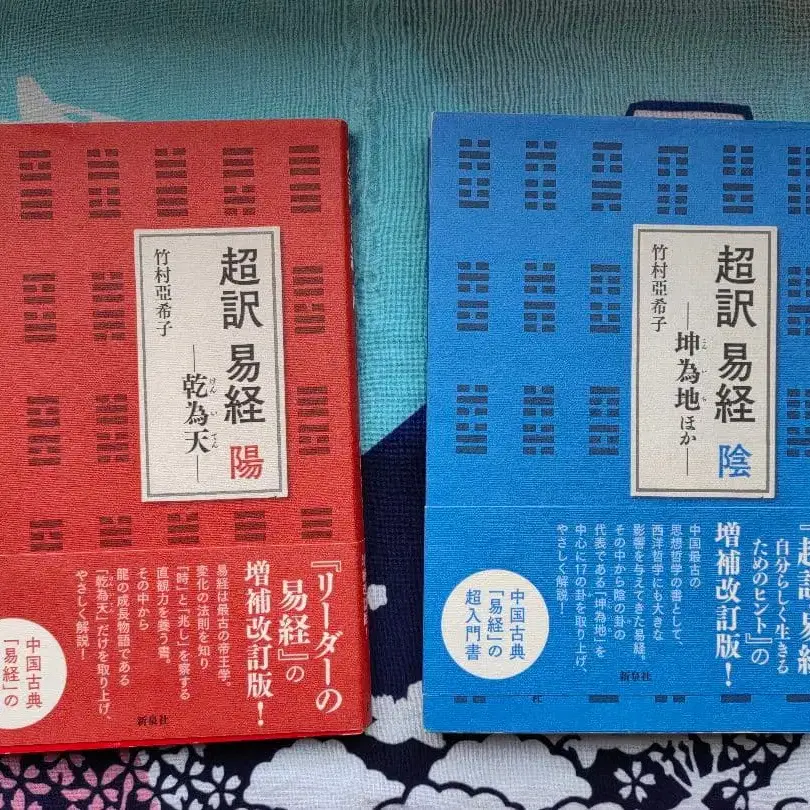 超訳 易経 陽
―乾為天―
けんいてん
竹村亞希子
『リーダーの
易経』の
増補改訂版！
易経は最古の帝王学。
変化の法則を知り
「時」と「兆し」を察する
直観力を養う書。
その中から
龍の成長物語である
「乾為天」だけを取り上げ、
やさしく解説！
中国古典
「易経」の
新泉社
超訳 易経 陰
―坤為地ほか―
こんいち
竹村亞希子
超訳 易経
自分らしく生きる
ためのヒント』の
増補改訂版！
中国最古の
思想哲学の書として、
西洋哲学にも大きな
影響を与えてきた易経。
その中から陰の卦の
代表である「坤為地」を
中心に17の卦を取り上げ、
やさしく解説！
中国古典
「易経」の
超入門書
新泉社